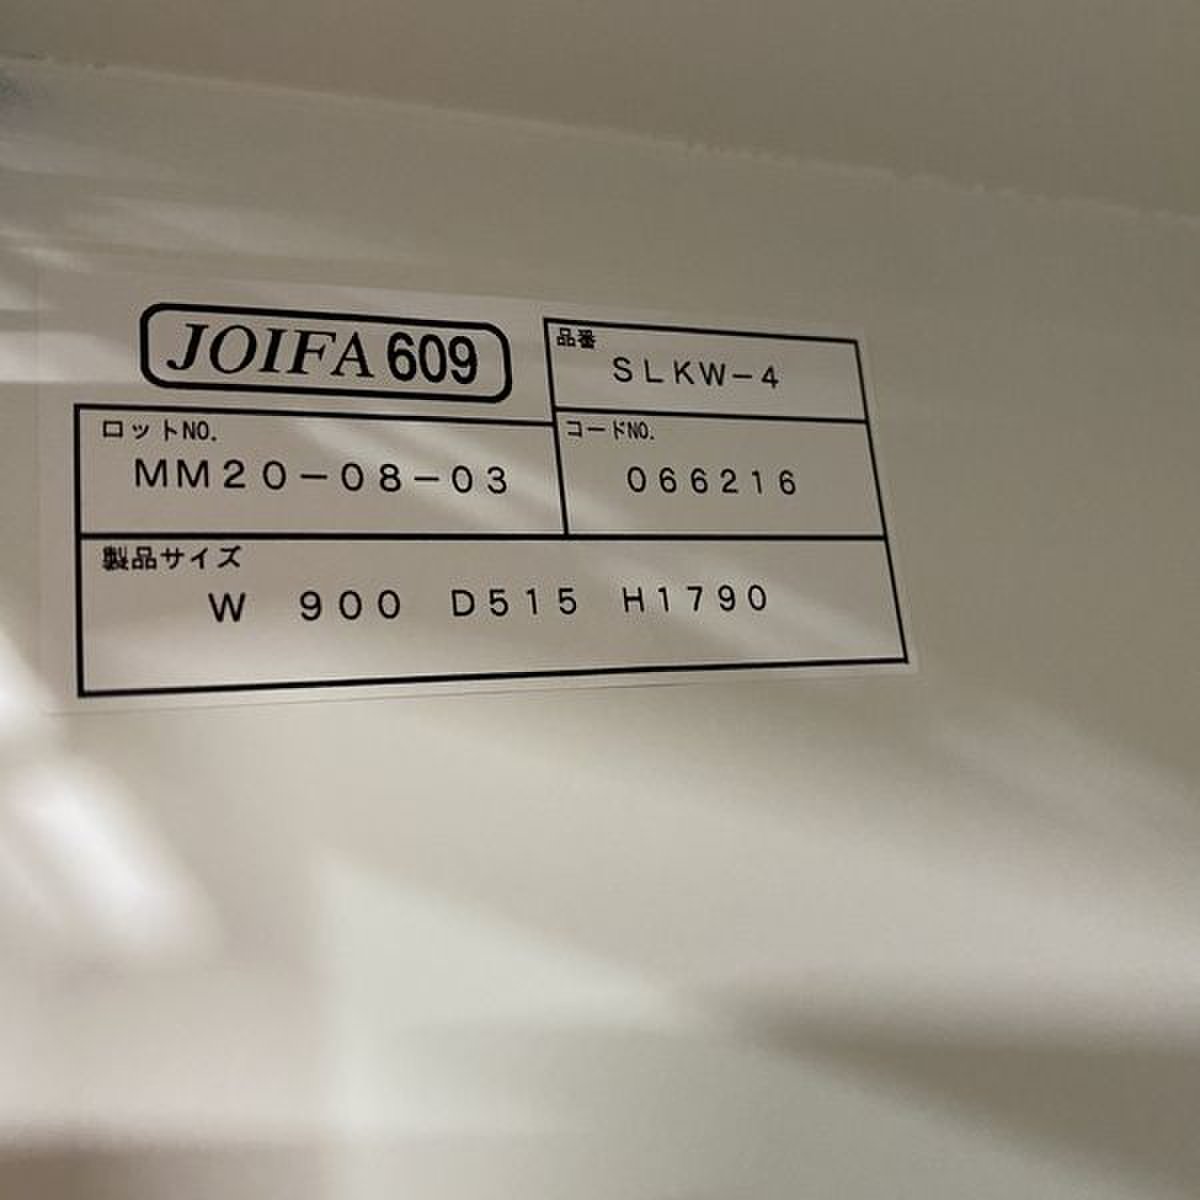 JOIFA 609
品番
SLKW-4
ロットNO.
MM20-08-03
コードNO.
066216
製品サイズ
W 900 D515 H1790